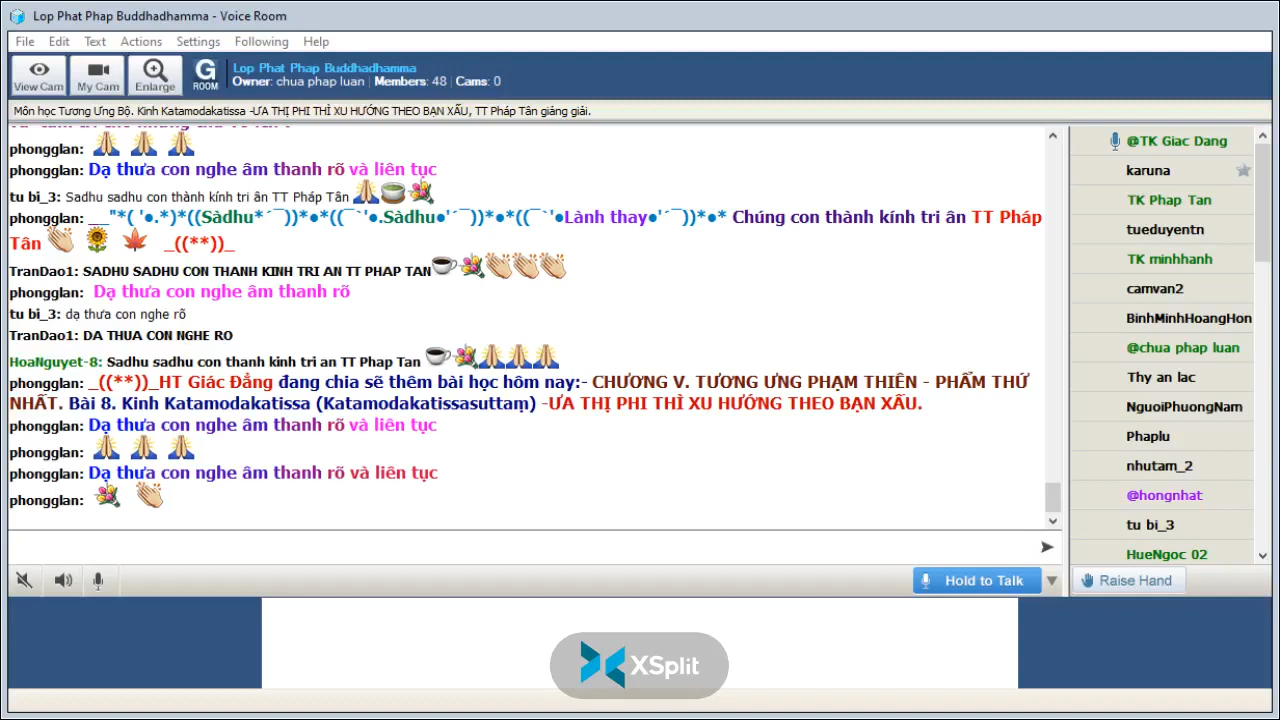 Lop Phat Phap Buddhadhamma - Voice Room
File Edit Text Actions Settings Following Help
View Cam My Cam Enlarge G ROOM
Lop Phat Phap Buddhadhamma
Owner: chua phap luan | Members: 48 | Cams: 0
Môn học Tương Ưng Bộ. Kinh Katamodakatissa -ƯA THỊ PHI THÌ XU HƯỚNG THEO BẠN XẤU, TT Pháp Tân giảng giải.
phongglan:
phongglan: Dạ thưa con nghe âm thanh rõ và liên tục
tu bi_3: Sadhu sadhu con thành kính tri ân TT Pháp Tân
phongglan: ___"*( '●.*)*((Sàdhu*´¯))*●*((¯`'●.Sàdhu●'´¯))*●*((¯`'●Lành thay●'´¯))*●* Chúng con thành kính tri ân TT Pháp
Tân _((**))_
TranDao1: SADHU SADHU CON THANH KINH TRI AN TT PHAP TAN
phongglan: Dạ thưa con nghe âm thanh rõ
tu bi_3: dạ thưa con nghe rõ
TranDao1: DA THUA CON NGHE RO
HoaNguyet-8: Sadhu sadhu con thanh kinh tri an TT Phap Tan
phongglan: _((**))_HT Giác Đẳng đang chia sẽ thêm bài học hôm nay:- CHƯƠNG V. TƯƠNG ƯNG PHẠM THIÊN - PHẨM THỨ
NHẤT. Bài 8. Kinh Katamodakatissa (Katamodakatissasuttaṃ) -ƯA THỊ PHI THÌ XU HƯỚNG THEO BẠN XẤU.
phongglan: Dạ thưa con nghe âm thanh rõ và liên tục
phongglan:
phongglan: Dạ thưa con nghe âm thanh rõ và liên tục
phongglan:
@TK Giac Dang
karuna
TK Phap Tan
tueduyentn
TK minhhanh
camvan2
BinhMinhHoangHon
@chua phap luan
Thy an lac
NguoiPhuongNam
Phaplu
nhutam_2
@hongnhat
tu bi_3
HueNgoc 02
Hold to Talk
Raise Hand
XSplit